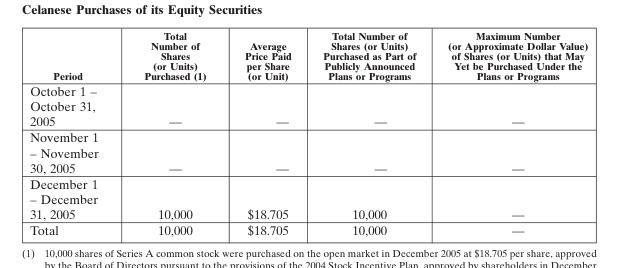 Celanese Purchases of its Equity Securities
Total
Number of
Shares
(or Units)
Purchased (1)
Average
Price Paid
per Share
(or Unit)
Total Number of
Shares (or Units)
Purchased as Part of
Publicly Announced
Plans or Programs
Maximum Number
(or Approximate Dollar Value)
of Shares (or Units) that May
Yet be Purchased Under the
Plans or Programs
Period
October 1 –
October 31,
2005 — — — —
November 1
– November
30, 2005 — — — —
December 1
– December
31, 2005 10,000 $18.705 10,000 —
Total 10,000 $18.705 10,000 —
(1) 10,000 shares of Series A common stock were purchased on the open market in December 2005 at $18.705 per share, approved
by the Board of Directors pursuant to the provisions of the 2004 Stock Incentive Plan, approved by shareholders in December